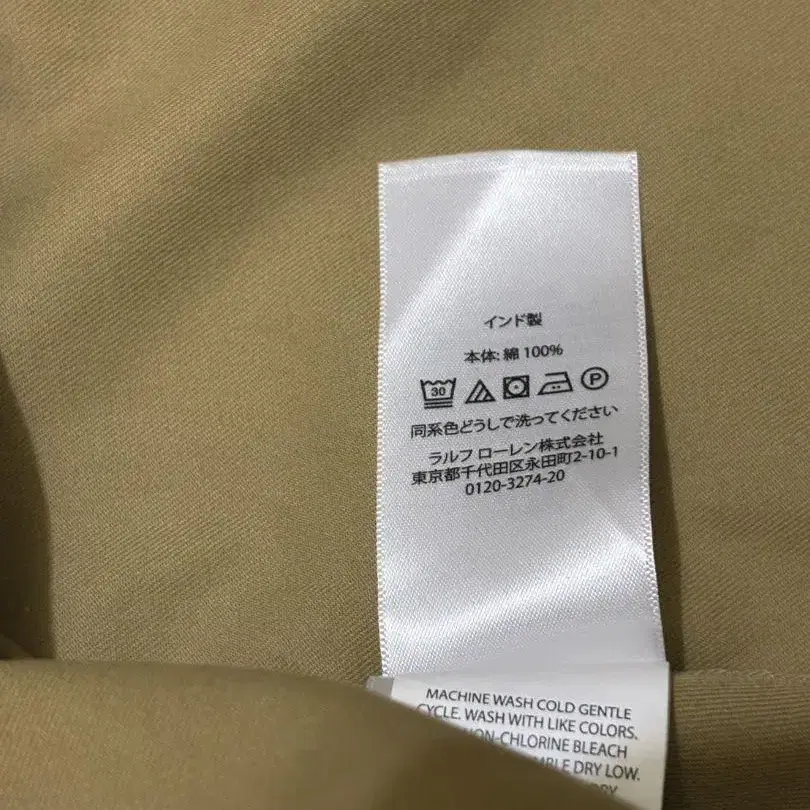 インド製
本体: 綿 100%
30
P
同系色どうしで洗ってください
ラルフ ローレン株式会社
東京都千代田区永田町2-10-1
0120-3274-20
MACHINE WASH COLD GENTLE
CYCLE. WASH WITH LIKE COLORS.
NON-CHLORINE BLEACH
DRY LOW.